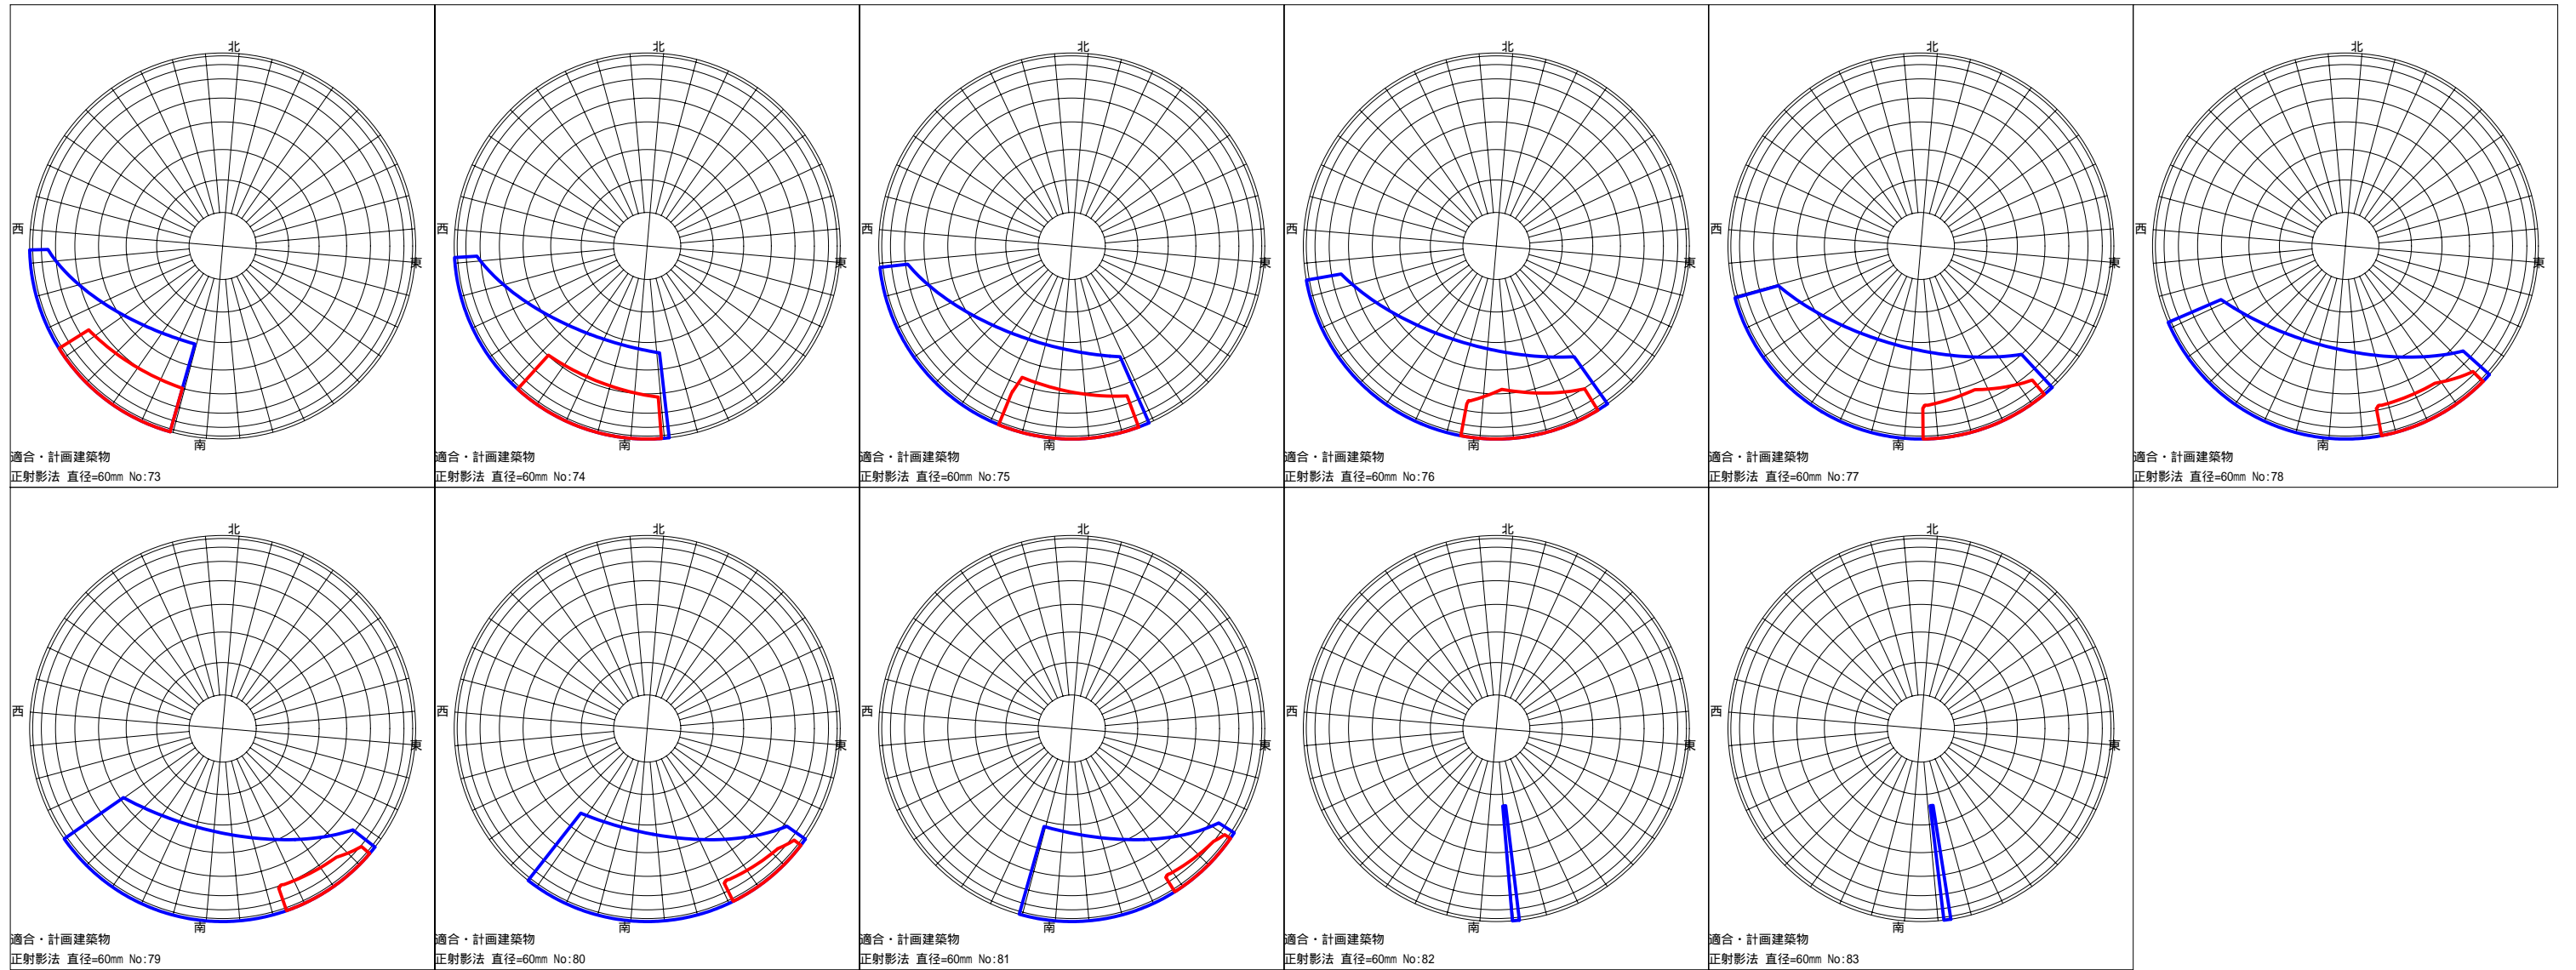 北
西
東
南
適合・計画建築物
正射影法 直径=60mm No:73
北
西
東
南
適合・計画建築物
正射影法 直径=60mm No:74
北
西
東
南
適合・計画建築物
正射影法 直径=60mm No:75
北
西
東
南
適合・計画建築物
正射影法 直径=60mm No:76
北
西
東
南
適合・計画建築物
正射影法 直径=60mm No:77
北
西
東
南
適合・計画建築物
正射影法 直径=60mm No:78
北
西
東
南
適合・計画建築物
正射影法 直径=60mm No:79
北
西
東
南
適合・計画建築物
正射影法 直径=60mm No:80
北
西
東
南
適合・計画建築物
正射影法 直径=60mm No:81
北
西
東
南
適合・計画建築物
正射影法 直径=60mm No:82
北
西
東
南
適合・計画建築物
正射影法 直径=60mm No:83